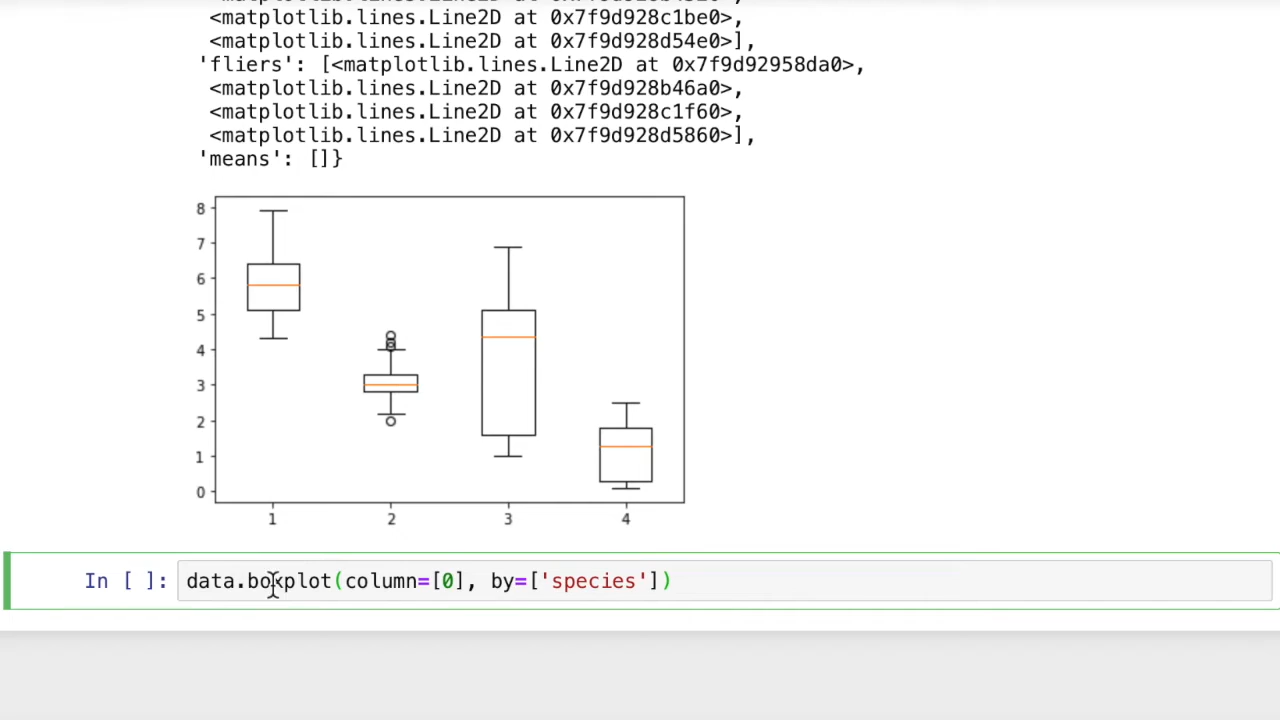 <matplotlib.lines.Line2D at 0x7f9d928c1be0>,
<matplotlib.lines.Line2D at 0x7f9d928d54e0>],
'fliers': [<matplotlib.lines.Line2D at 0x7f9d92958da0>,
<matplotlib.lines.Line2D at 0x7f9d928b46a0>,
<matplotlib.lines.Line2D at 0x7f9d928c1f60>,
<matplotlib.lines.Line2D at 0x7f9d928d5860>],
'means': []}
8
7
6
5
4
3
2
1
0
1 2 3 4
In [ ]: data.boxplot(column=[0], by=['species'])